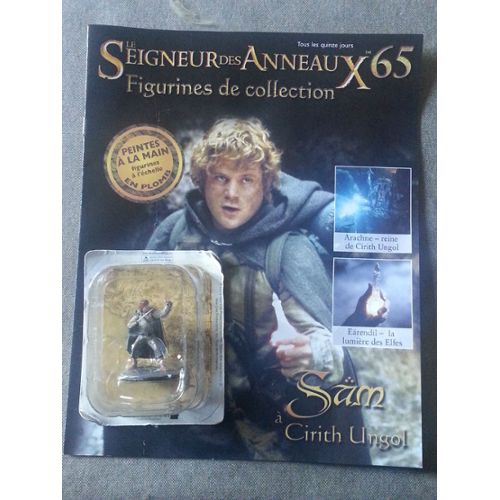 Tous les quinze jours
LE
SEIGNEUR DES ANNEAUX 65
Figurines de collection
PEINTES
À LA MAIN
figurines
à l'échelle
EN PLOMB
Arachne – reine
de Cirith Ungol
Eärendil – la
lumière des Elfes
Säm
à Cirith Ungol